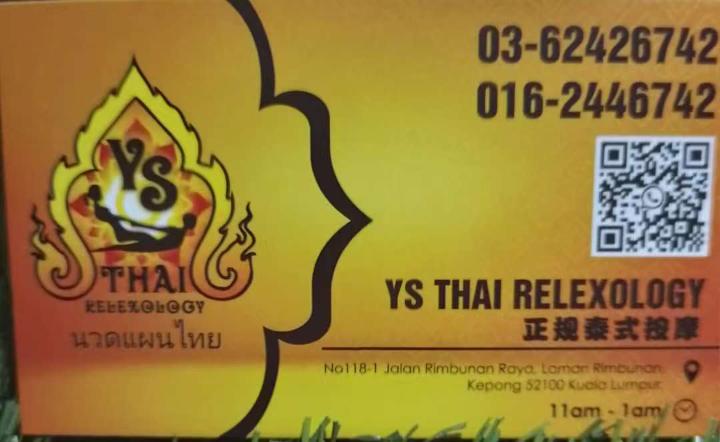 YS
THAI
RELEXOLOGY
นวดแผนไทย
03-62426742
016-2446742
YS THAI RELEXOLOGY
正規泰式按摩
No118-1 Jalan Rimbunan Raya, Laman Rimbunan,
Kepong 52100 Kuala Lumpur.
11am - 1am